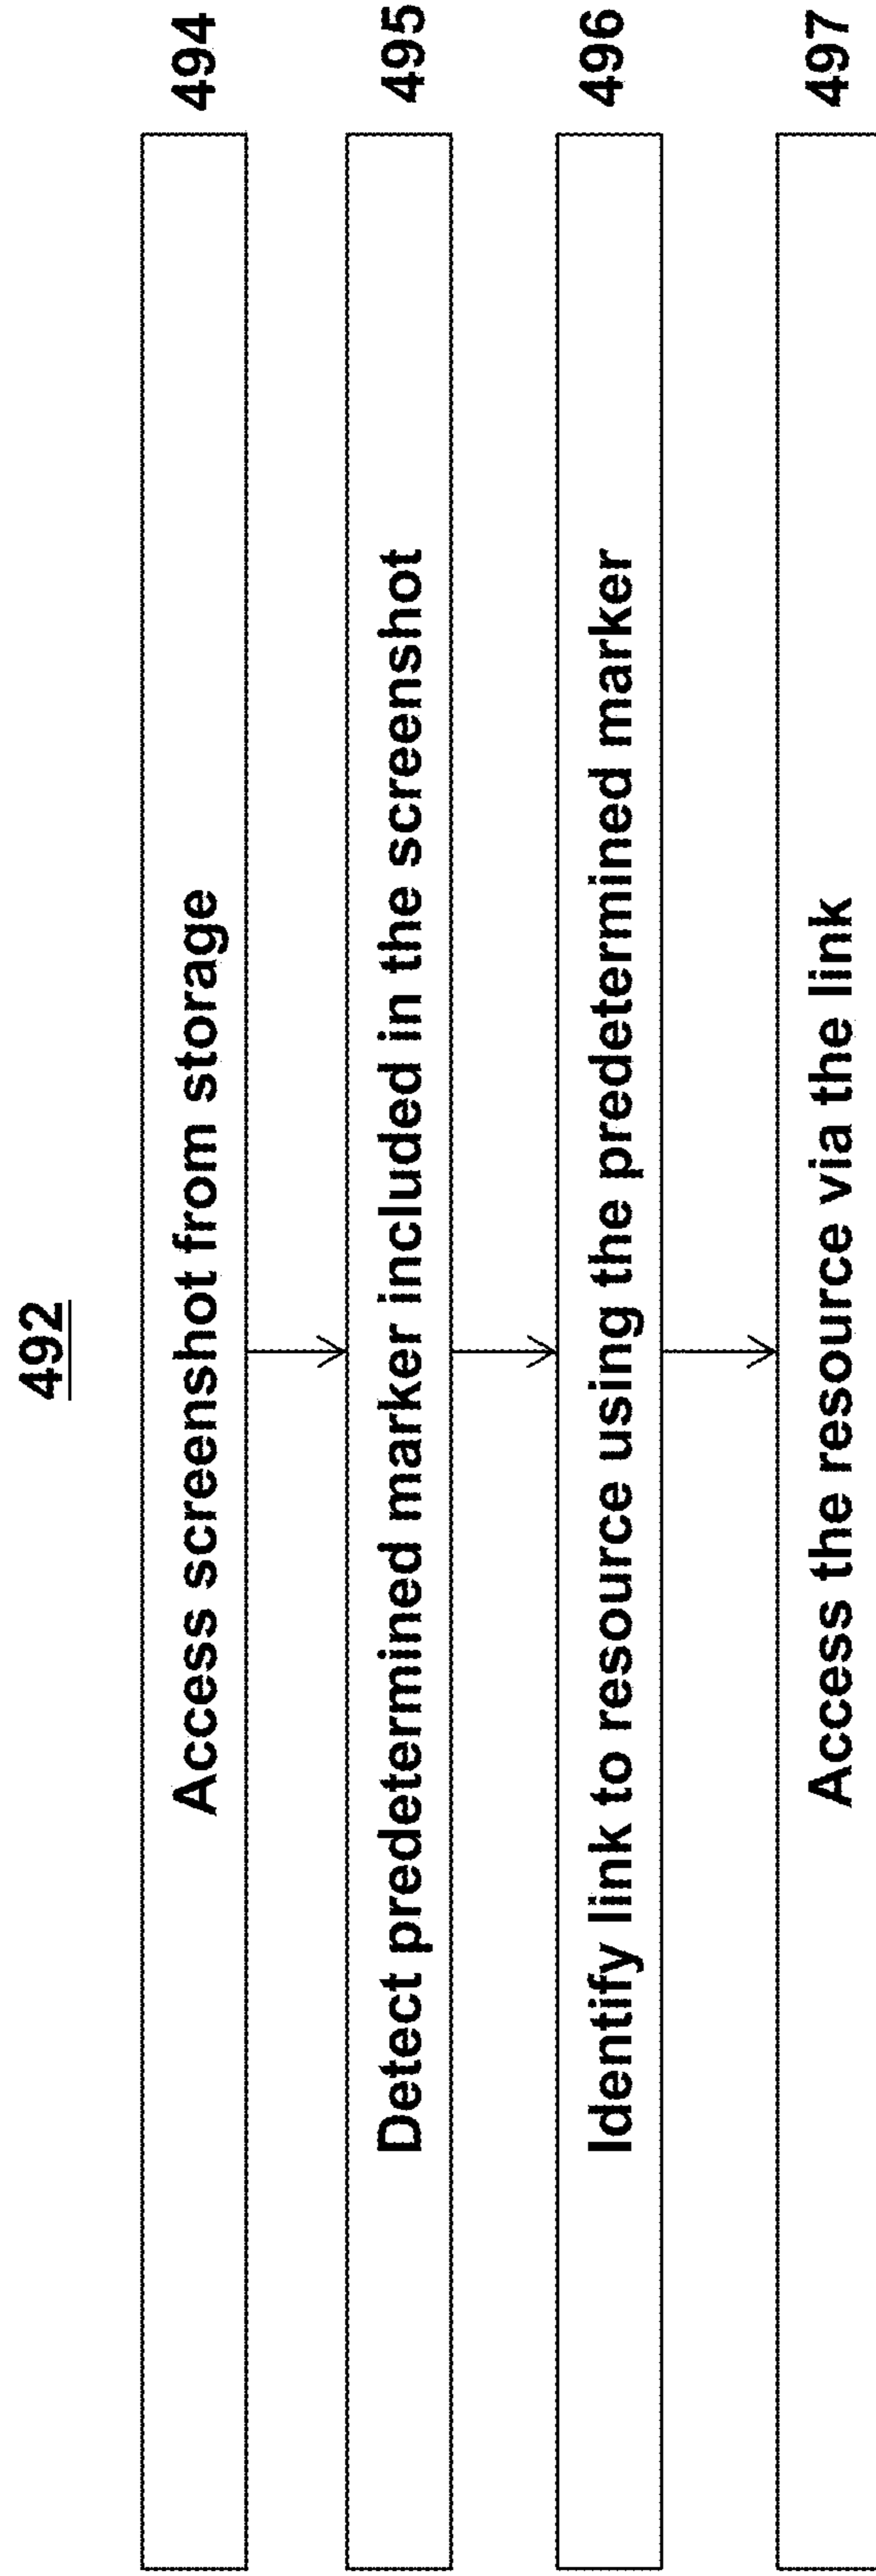 492
Access screenshot from storage 494
Detect predetermined marker included in the screenshot 495
Identify link to resource using the predetermined marker 496
Access the resource via the link 497